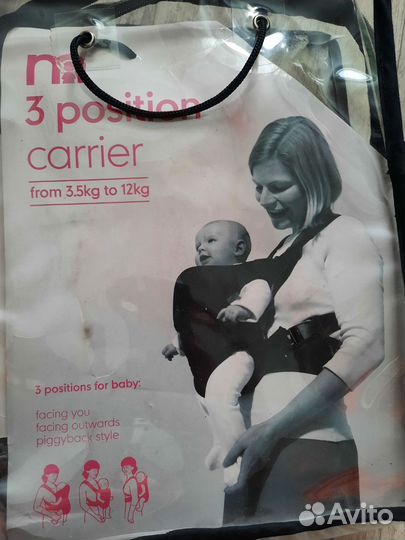 3 position
carrier
from 3.5kg to 12kg
3 positions for baby:
facing you
facing outwards
piggyback style
Avito